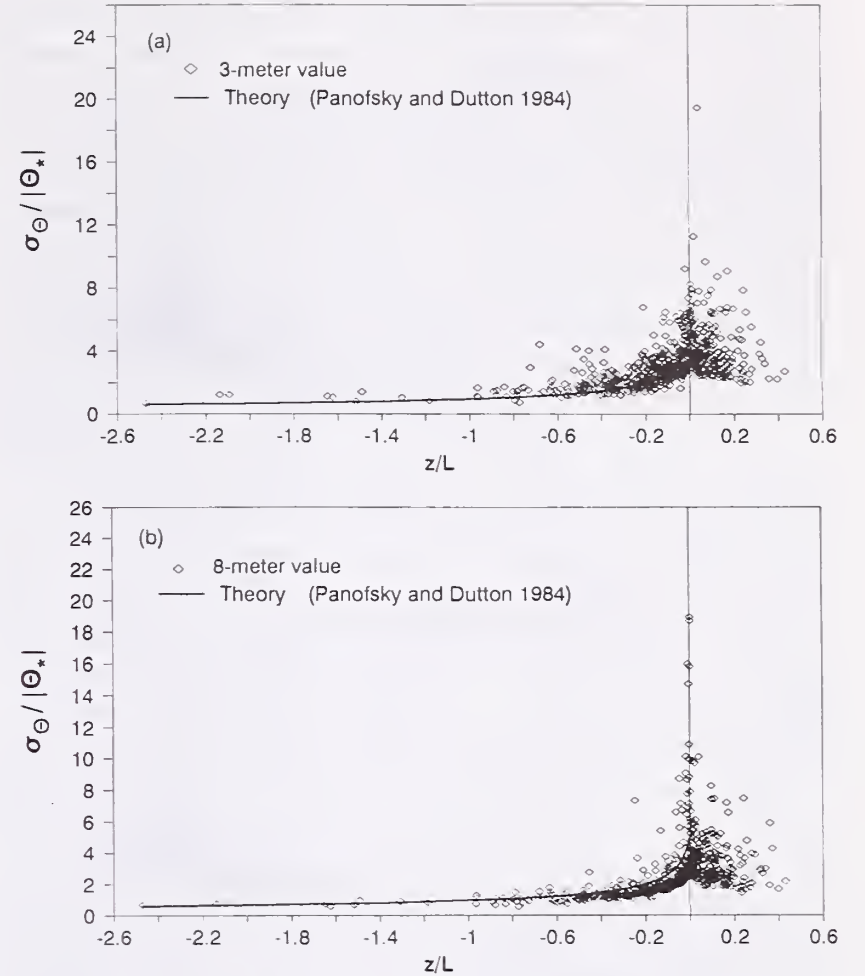 (a)
3-meter value
Theory (Panofsky and Dutton 1984)
σΘ/|Θ*|
24
20
16
12
8
4
0
-2.6 -2.2 -1.8 -1.4 -1 -0.6 -0.2 0.2 0.6
z/L
(b)
8-meter value
Theory (Panofsky and Dutton 1984)
σΘ/|Θ*|
26
24
22
20
18
16
14
12
10
8
6
4
2
0
-2.6 -2.2 -1.8 -1.4 -1 -0.6 -0.2 0.2 0.6
z/L